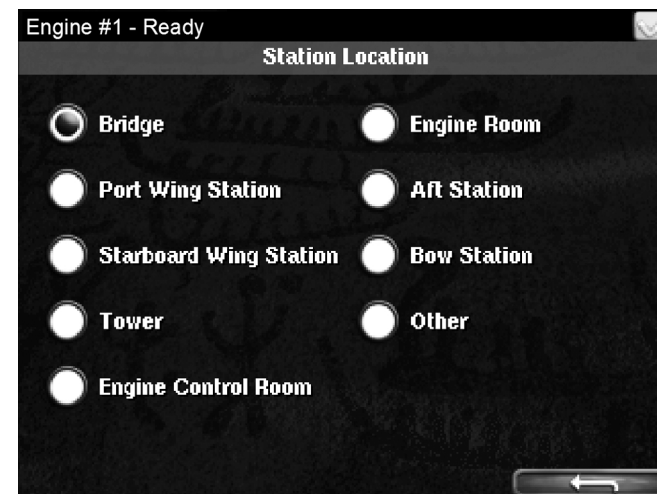 Engine #1 - Ready
Station Location
Bridge
Engine Room
Port Wing Station
Aft Station
Starboard Wing Station
Bow Station
Tower
Other
Engine Control Room